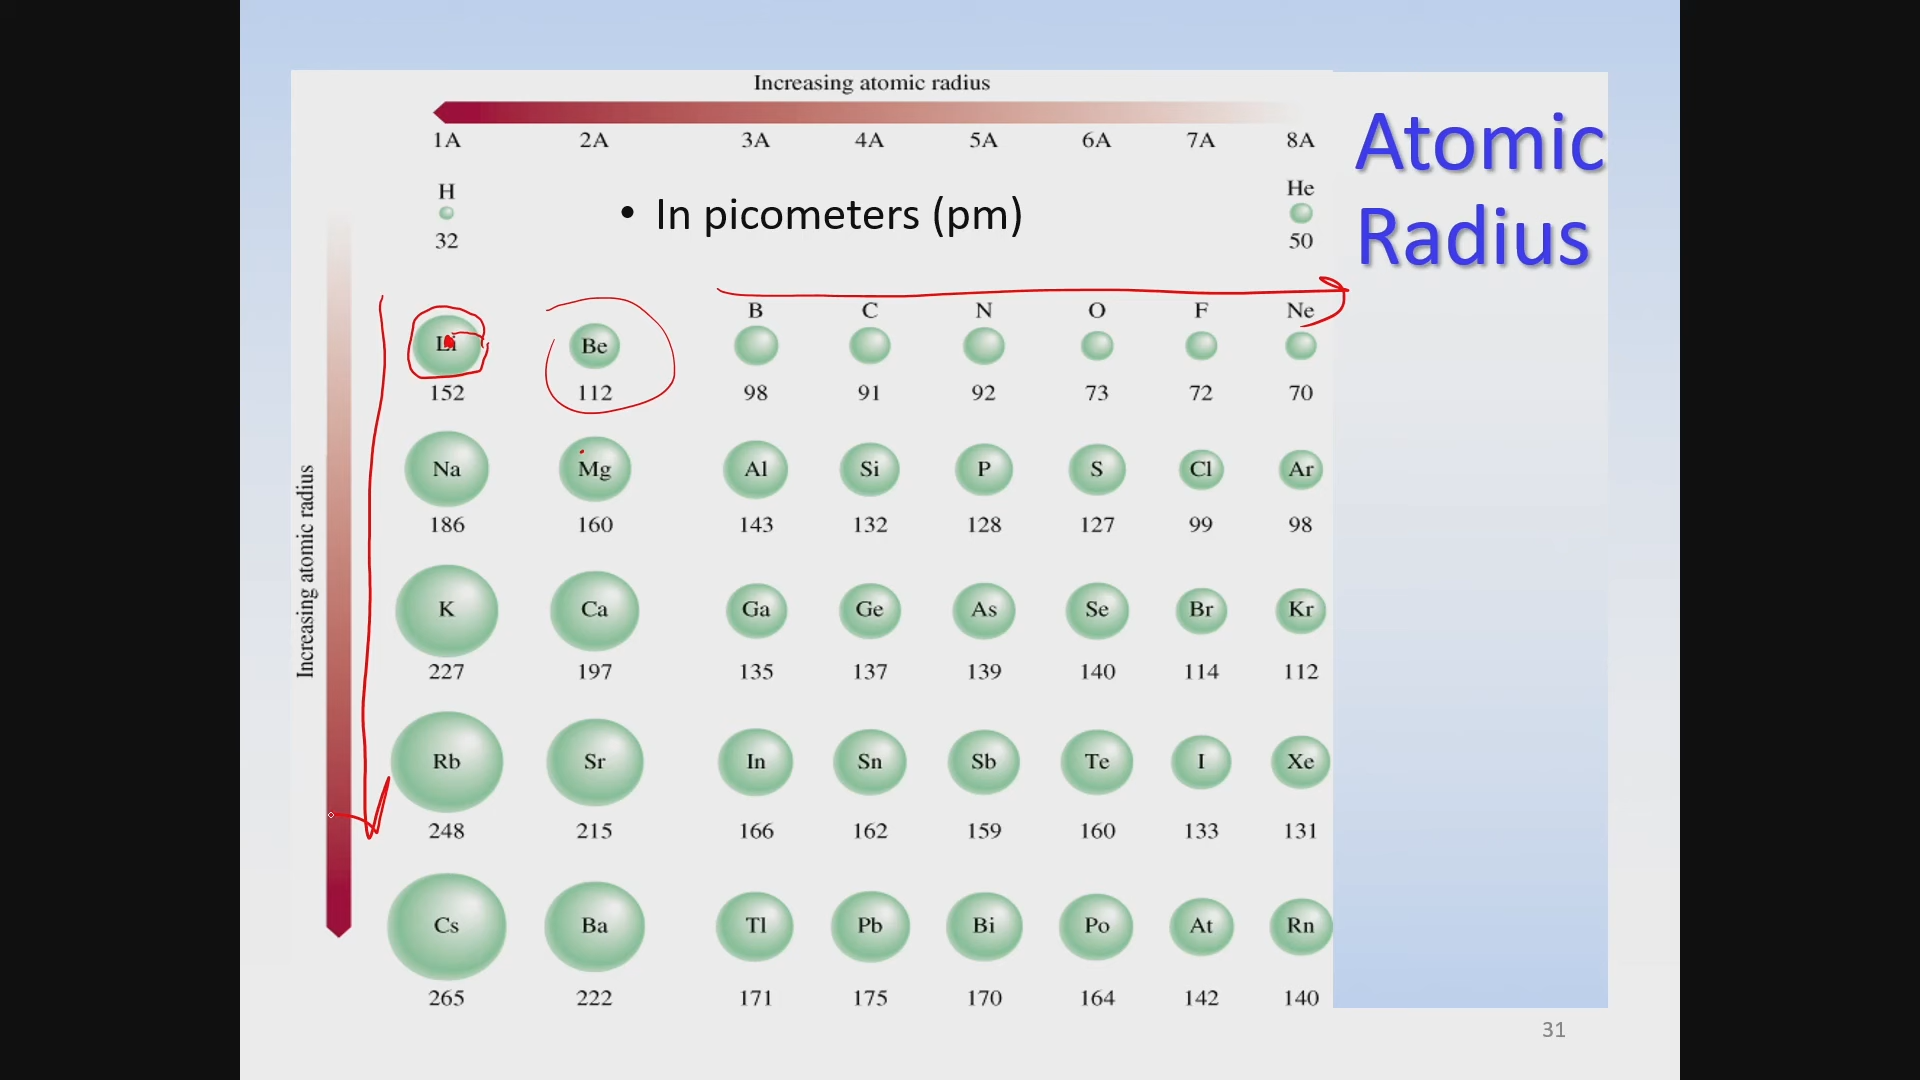 Increasing atomic radius
1A 2A 3A 4A 5A 6A 7A 8A
Atomic
Radius
H He
• In picometers (pm)
32 50
B C N O F Ne
Li Be
152 112 98 91 92 73 72 70
Increasing atomic radius
Na Mg Al Si P S Cl Ar
186 160 143 132 128 127 99 98
K Ca Ga Ge As Se Br Kr
227 197 135 137 139 140 114 112
Rb Sr In Sn Sb Te I Xe
248 215 166 162 159 160 133 131
Cs Ba Tl Pb Bi Po At Rn
265 222 171 175 170 164 142 140
31